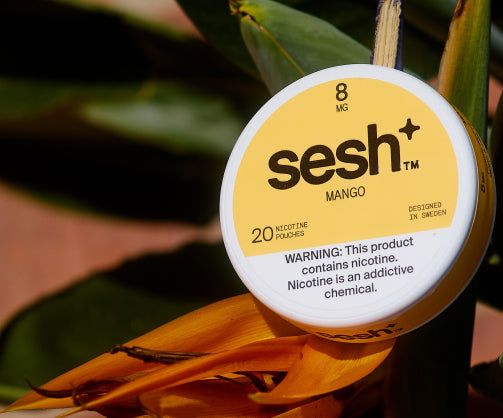 8
MG
sesh+™
MANGO
20 NICOTINE
POUCHES
DESIGNED
IN SWEDEN
WARNING: This product
contains nicotine.
Nicotine is an addictive
chemical.
sesh+